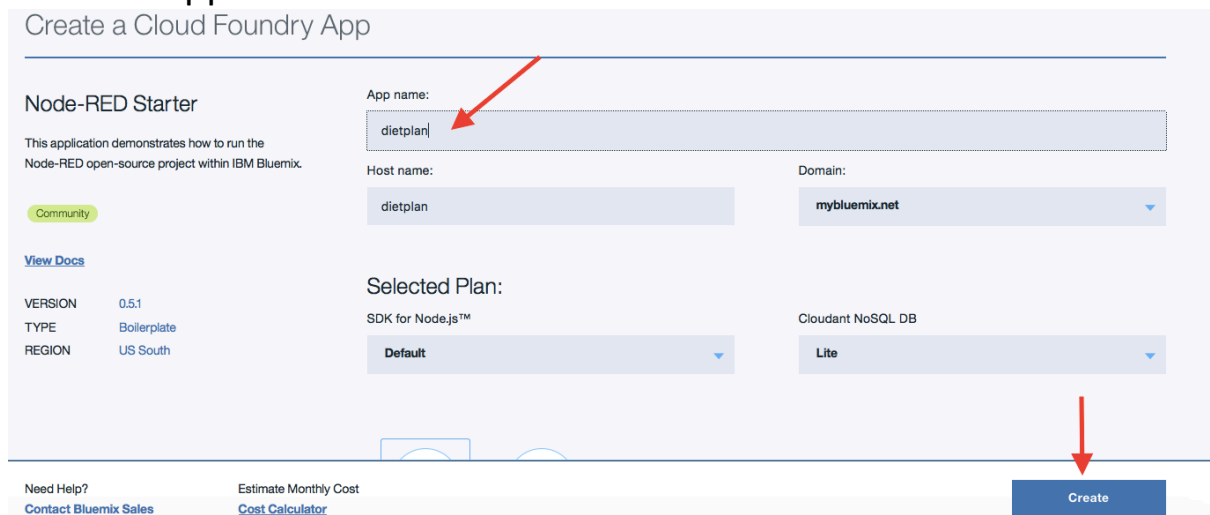 Create a Cloud Foundry App
Node-RED Starter
This application demonstrates how to run the
Node-RED open-source project within IBM Bluemix.
Community
View Docs
VERSION 0.5.1
TYPE Boilerplate
REGION US South
App name:
dietplan
Host name:
dietplan
Domain:
mybluemix.net
Selected Plan:
SDK for Node.js™
Default
Cloudant NoSQL DB
Lite
Need Help?
Contact Bluemix Sales
Estimate Monthly Cost
Cost Calculator
Create